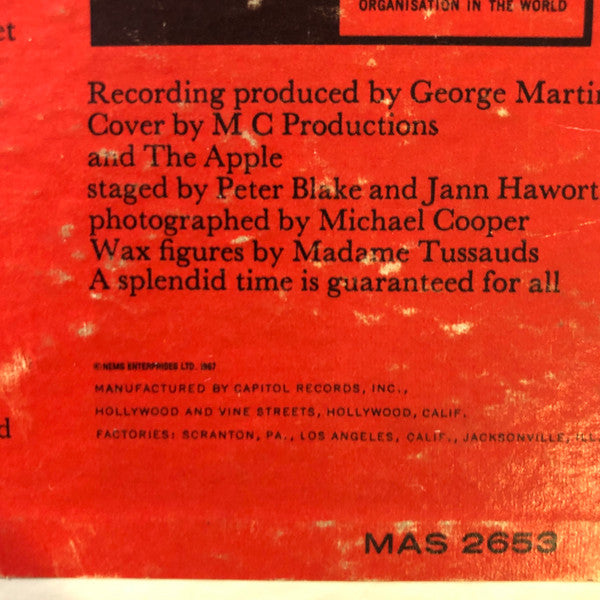 ORGANISATION IN THE WORLD
et
Recording produced by George Martin
Cover by M C Productions
and The Apple
staged by Peter Blake and Jann Hawort
photographed by Michael Cooper
Wax figures by Madame Tussauds
A splendid time is guaranteed for all
© NEMS ENTERPRISES LTD. 1967
MANUFACTURED BY CAPITOL RECORDS, INC.,
HOLLYWOOD AND VINE STREETS, HOLLYWOOD, CALIF.
d
FACTORIES: SCRANTON, PA., LOS ANGELES, CALIF., JACKSONVILLE, ILL.
MAS 2653